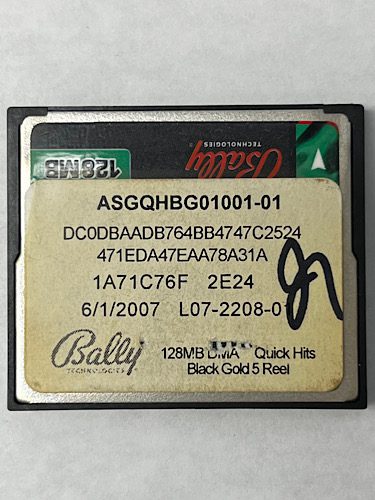 Bally
TECHNOLOGIES
128MB
ASGQHBG01001-01
DC0DBAADB764BB4747C2524
471EDA47EAA78A31A
1A71C76F 2E24
6/1/2007 L07-2208-0
Bally
TECHNOLOGIES
128MB DMA Quick Hits
Black Gold 5 Reel